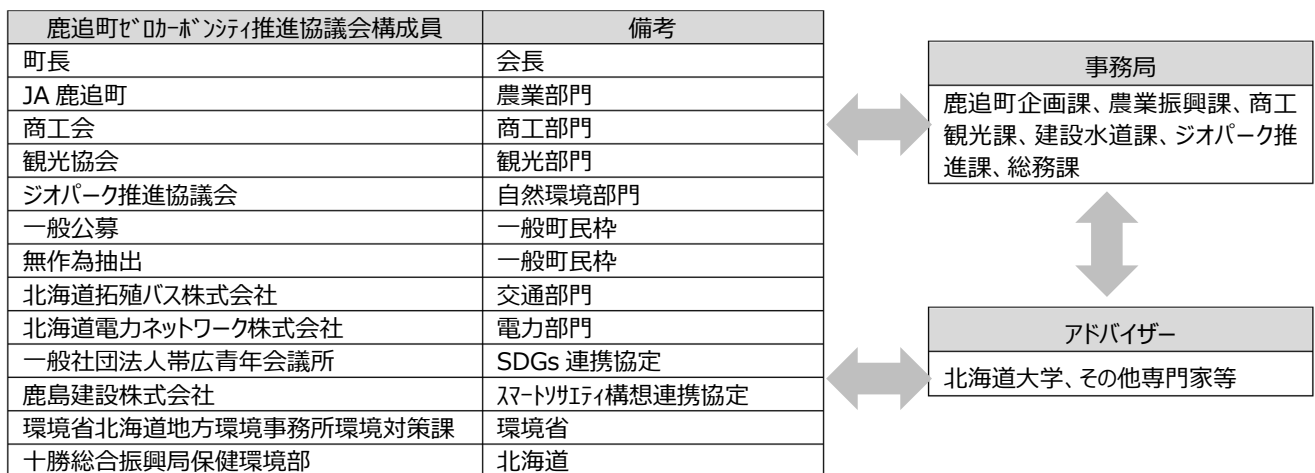 鹿追町ｾﾞﾛｶｰﾎﾞﾝｼﾃｨ推進協議会構成員 備考
町長 会長
JA 鹿追町 農業部門
商工会 商工部門
観光協会 観光部門
ジオパーク推進協議会 自然環境部門
一般公募 一般町民枠
無作為抽出 一般町民枠
北海道拓殖バス株式会社 交通部門
北海道電力ネットワーク株式会社 電力部門
一般社団法人帯広青年会議所 SDGs 連携協定
鹿島建設株式会社 ｽﾏｰﾄｿｻｴﾃｨ構想連携協定
環境省北海道地方環境事務所環境対策課 環境省
十勝総合振興局保健環境部 北海道
事務局
鹿追町企画課、農業振興課、商工
観光課、建設水道課、ジオパーク推
進課、総務課
アドバイザー
北海道大学、その他専門家等